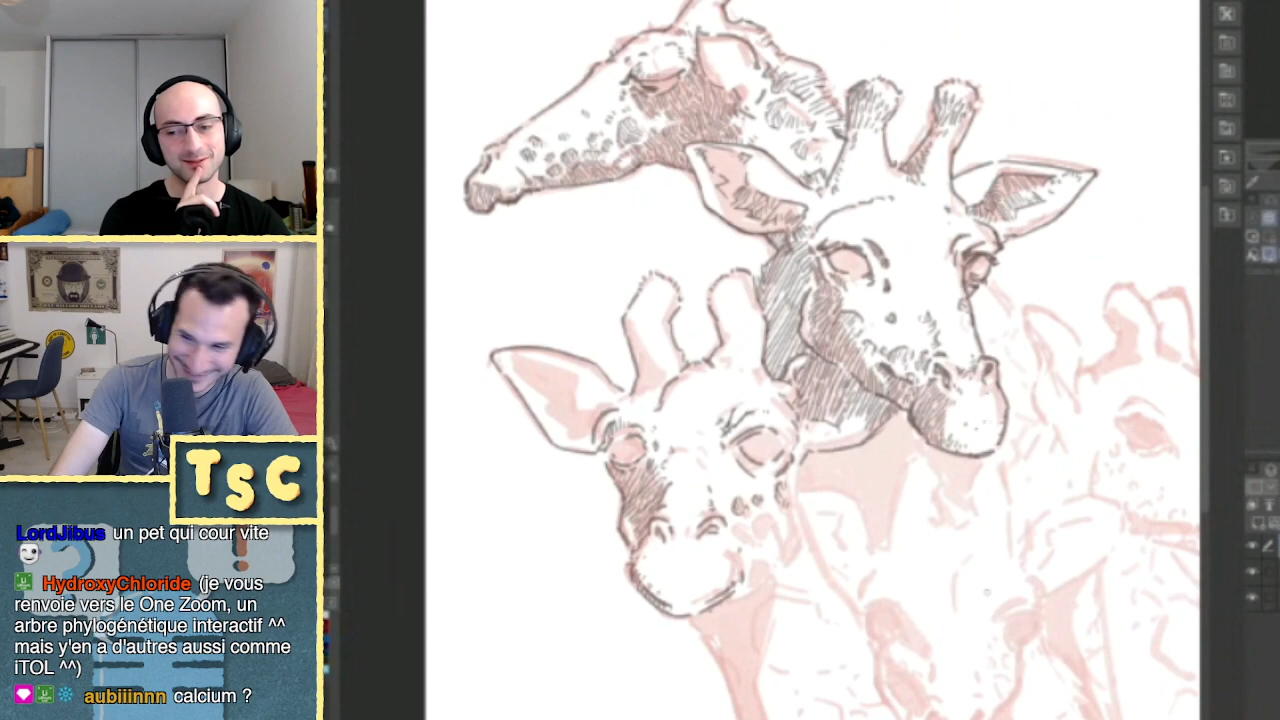 TSC
LordJibus un pet qui cour vite
HydroxyChloride (je vous
renvoie vers le One Zoom, un
arbre phylogénétique interactif ^^
mais y'en a d'autres aussi comme
iTOL ^^)
aubiiinnn calcium ?